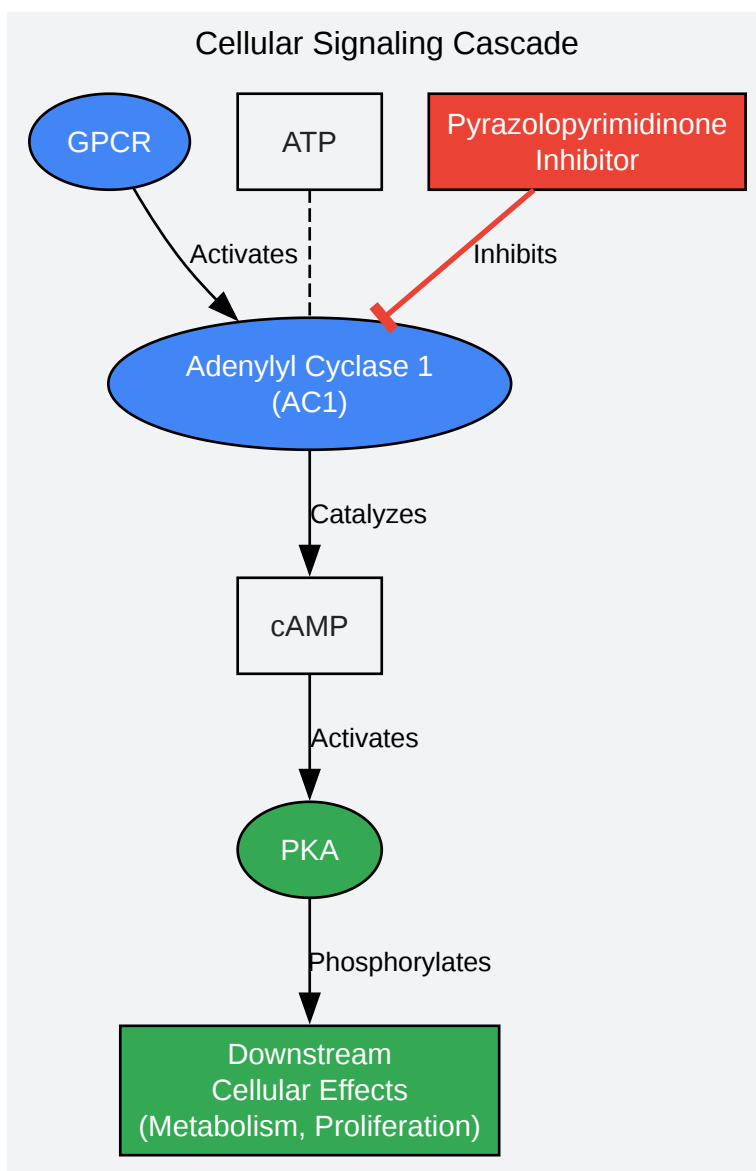 Cellular Signaling Cascade
GPCR
ATP
Pyrazolopyrimidinone
Inhibitor
Activates
Inhibits
Adenylyl Cyclase 1
(AC1)
Catalyzes
cAMP
Activates
PKA
Phosphorylates
Downstream
Cellular Effects
(Metabolism, Proliferation)